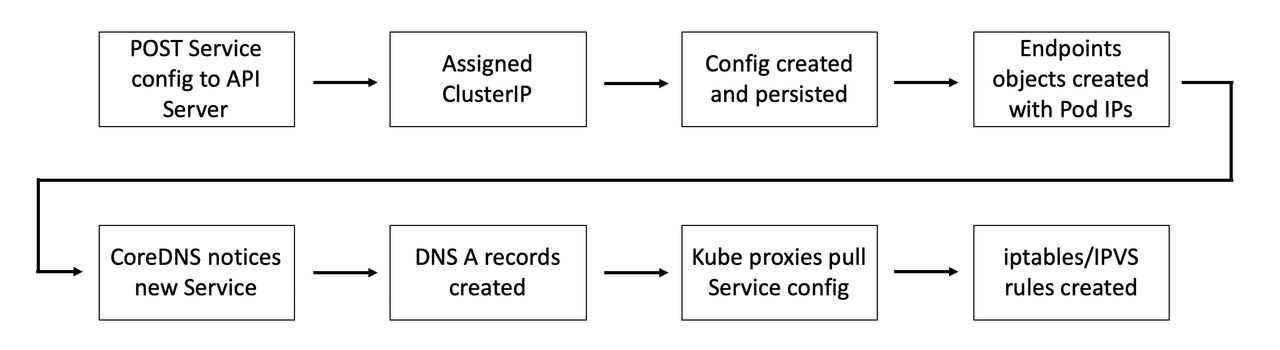 POST Service
config to API
Server
Assigned
ClusterIP
Config created
and persisted
Endpoints
objects created
with Pod IPs
CoreDNS notices
new Service
DNS A records
created
Kube proxies pull
Service config
iptables/IPVS
rules created